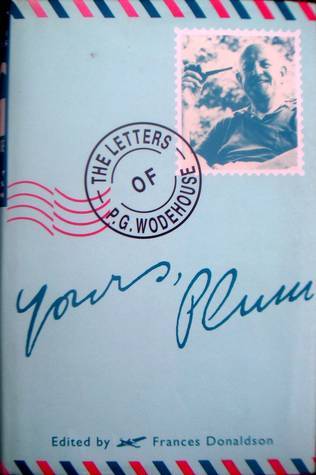 THE LETTERS
OF
P.G. WODEHOUSE
Yours, Plum
Edited by Frances Donaldson